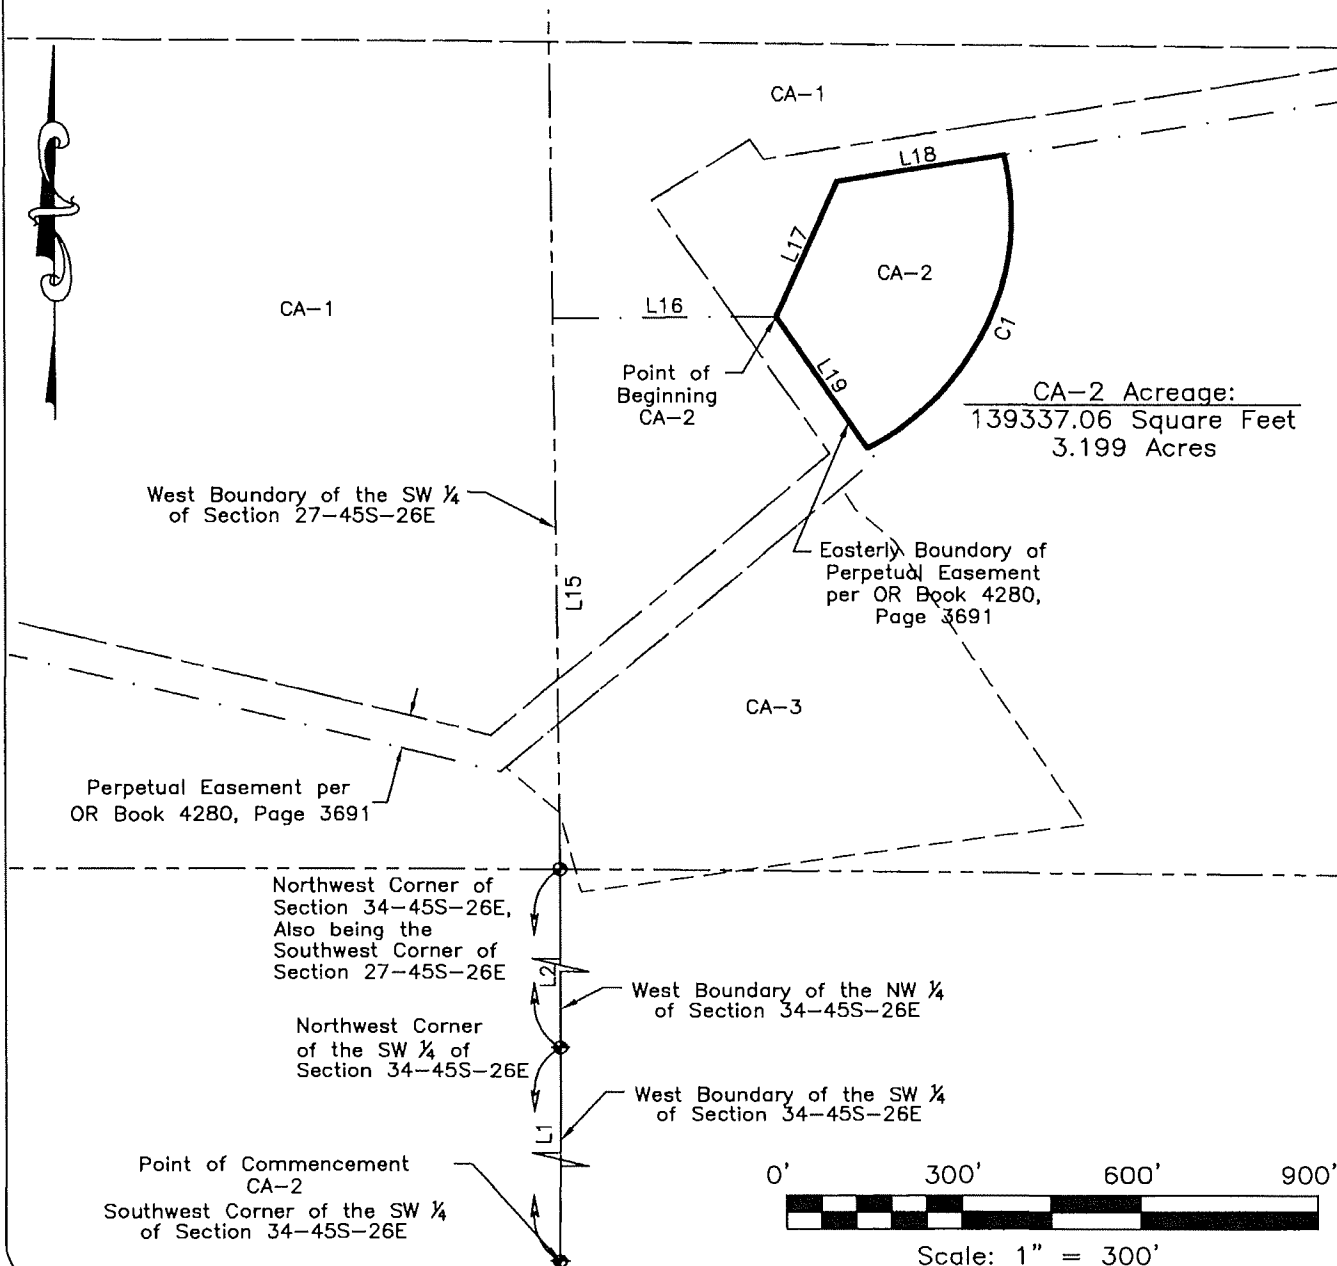 CA-1
L18
L17
CA-2
CA-1
L16
C1
Point of
Beginning
CA-2
L19
CA-2 Acreage:
139337.06 Square Feet
3.199 Acres
West Boundary of the SW ¼
of Section 27-45S-26E
Easterly Boundary of
Perpetual Easement
per OR Book 4280,
Page 3691
L15
CA-3
Perpetual Easement per
OR Book 4280, Page 3691
Northwest Corner of
Section 34-45S-26E,
Also being the
Southwest Corner of
Section 27-45S-26E
L2
West Boundary of the NW ¼
of Section 34-45S-26E
Northwest Corner
of the SW ¼ of
Section 34-45S-26E
West Boundary of the SW ¼
of Section 34-45S-26E
L1
Point of Commencement
CA-2
Southwest Corner of the SW ¼
of Section 34-45S-26E
0' 300' 600' 900'
Scale: 1" = 300'